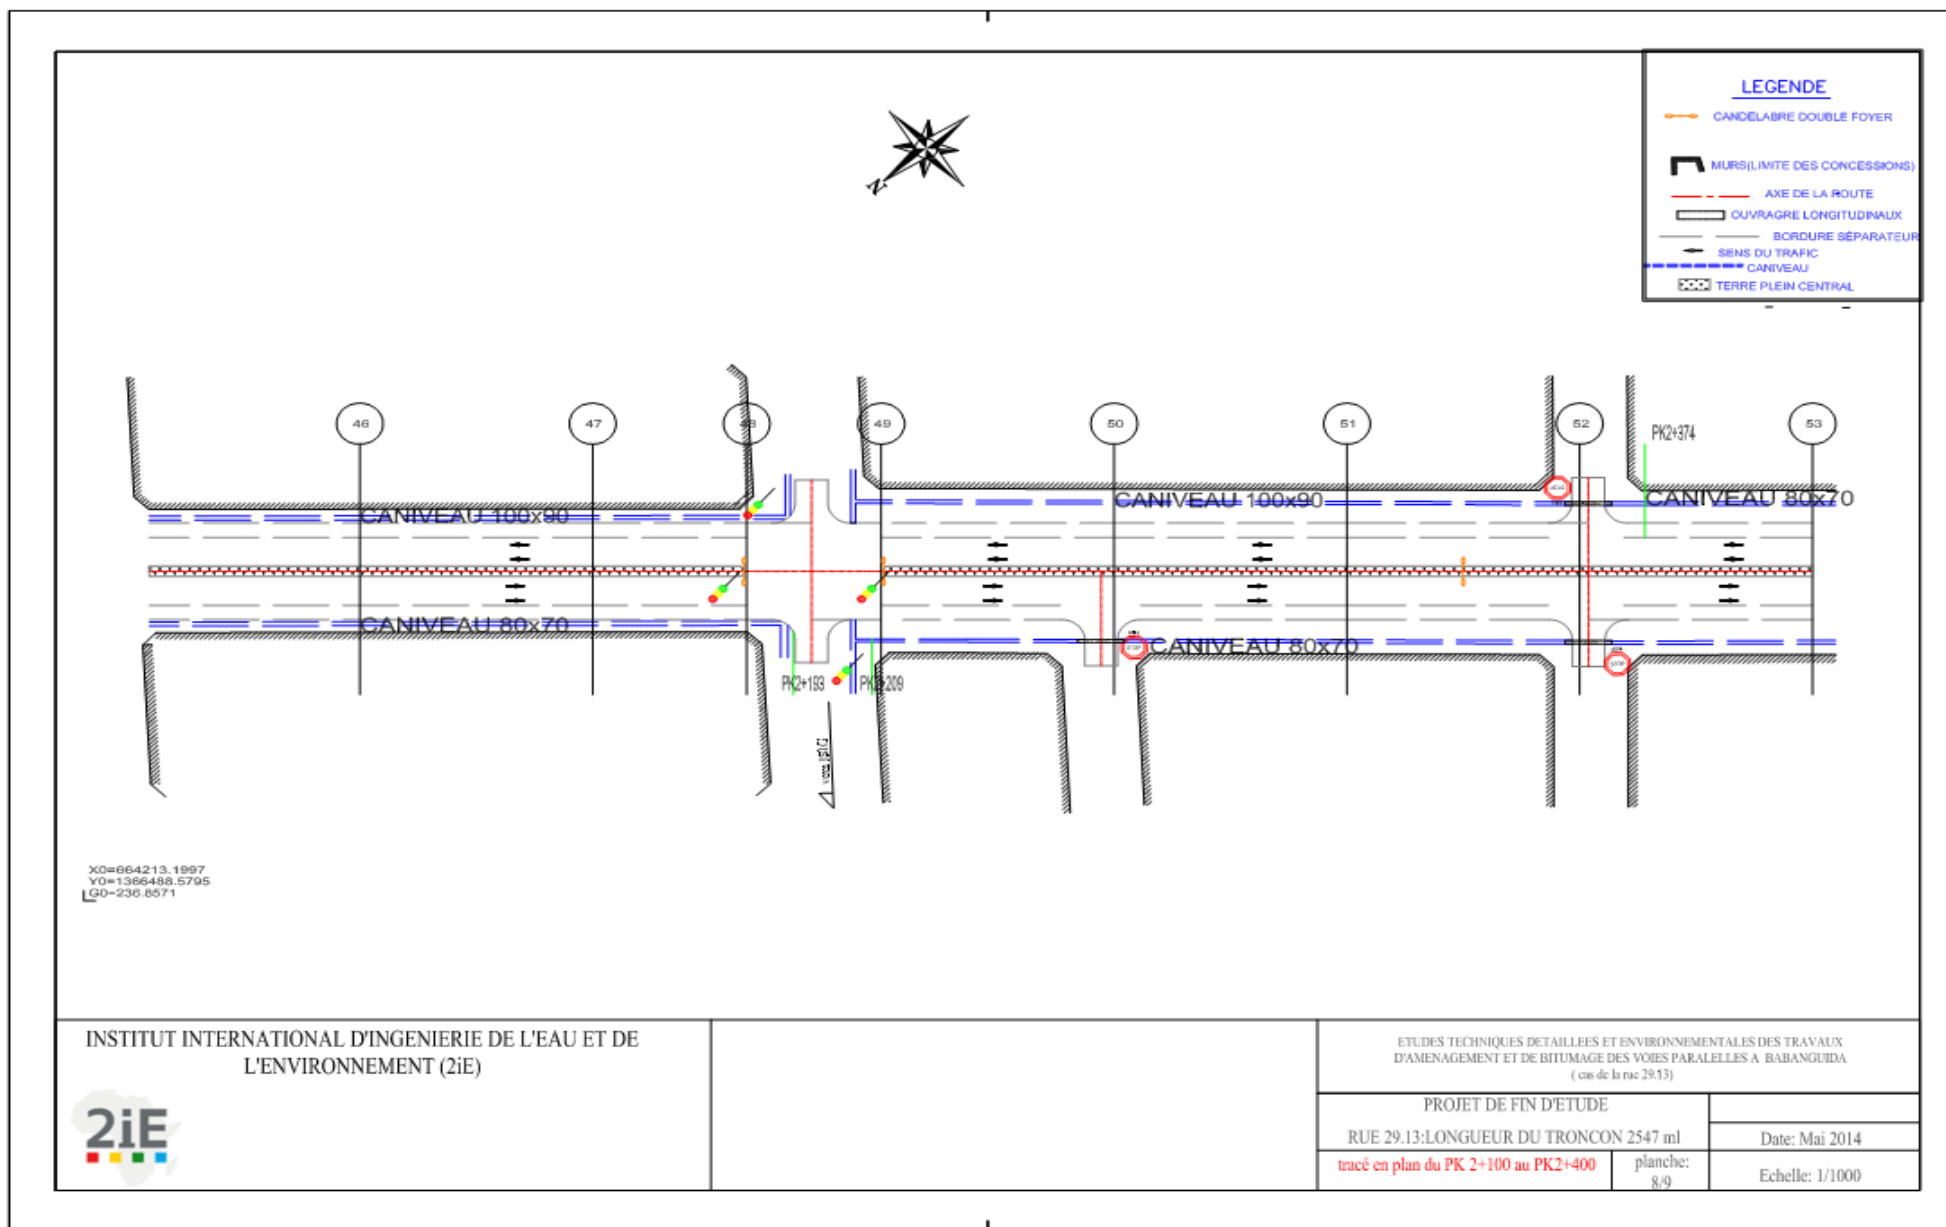 N
LEGENDE
CANDELABRE DOUBLE FOYER
MURS(LIMITE DES CONCESSIONS)
AXE DE LA ROUTE
OUVRAGRE LONGITUDINAUX
BORDURE SÉPARATEUR
SENS DU TRAFIC
CANIVEAU
TERRE PLEIN CENTRAL
46
47
48
49
50
51
52
53
PK2+374
CANIVEAU 100x90
CANIVEAU 100x90
CANIVEAU 80x70
CANIVEAU 80x70
CANIVEAU 80x70
STOP
STOP
PK2+193
PK2+209
X0=664213.1997
Y0=1366488.5795
G0=236.8571
INSTITUT INTERNATIONAL D'INGENIERIE DE L'EAU ET DE
L'ENVIRONNEMENT (2iE)
2iE
ETUDES TECHNIQUES DETAILLEES ET ENVIRONNEMENTALES DES TRAVAUX
D'AMENAGEMENT ET DE BITUMAGE DES VOIES PARALELLES A BABANGUIDA
( cas de la rue 29.13)
PROJET DE FIN D'ETUDE
RUE 29.13:LONGUEUR DU TRONCON 2547 ml
Date: Mai 2014
tracé en plan du PK 2+100 au PK2+400
planche:
8/9
Echelle: 1/1000